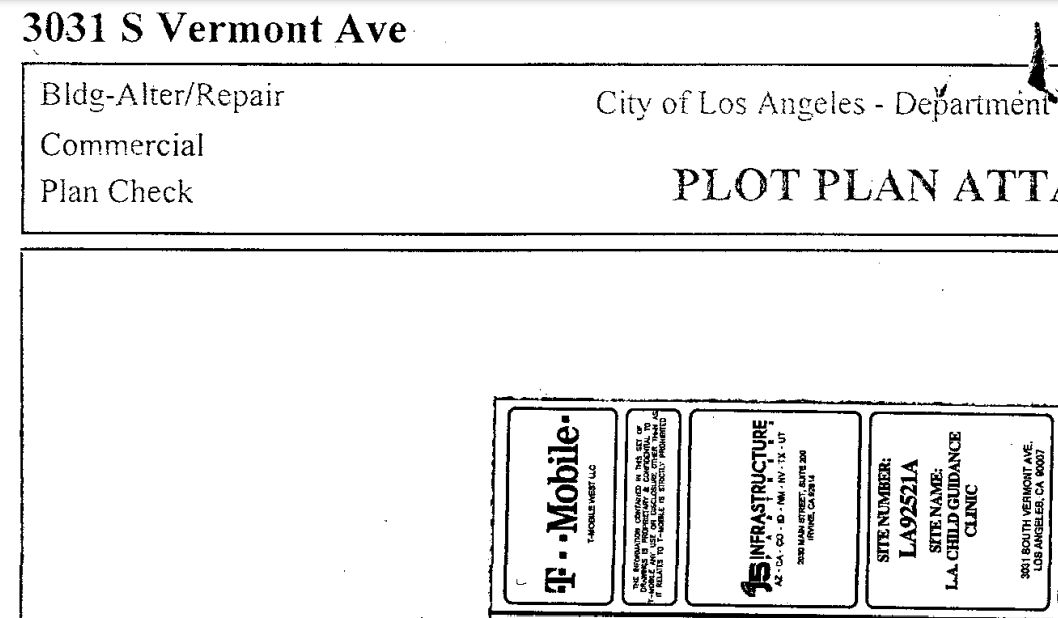 3031 S Vermont Ave
Bldg-Alter/Repair
City of Los Angeles - Department
Commercial
PLOT PLAN ATTA
Plan Check
T··Mobile·
T-MOBILE WEST LLC
THE INFORMATION CONTAINED IN THIS SET OF
DRAWINGS IS PROPRIETARY & CONFIDENTIAL TO
T-MOBILE ANY USE OR DISCLOSURE OTHER THAN AS
IT RELATES TO T-MOBILE IS STRICTLY PROHIBITED
INFRASTRUCTURE
AZ - CA - CO - ID - NM - NV - TX - UT
2030 MAIN STREET, SUITE 200
IRVINE, CA 92614
SITE NUMBER:
LA92521A
SITE NAME:
L.A. CHILD GUIDANCE
CLINIC
3031 SOUTH VERMONT AVE.
LOS ANGELES, CA 90007